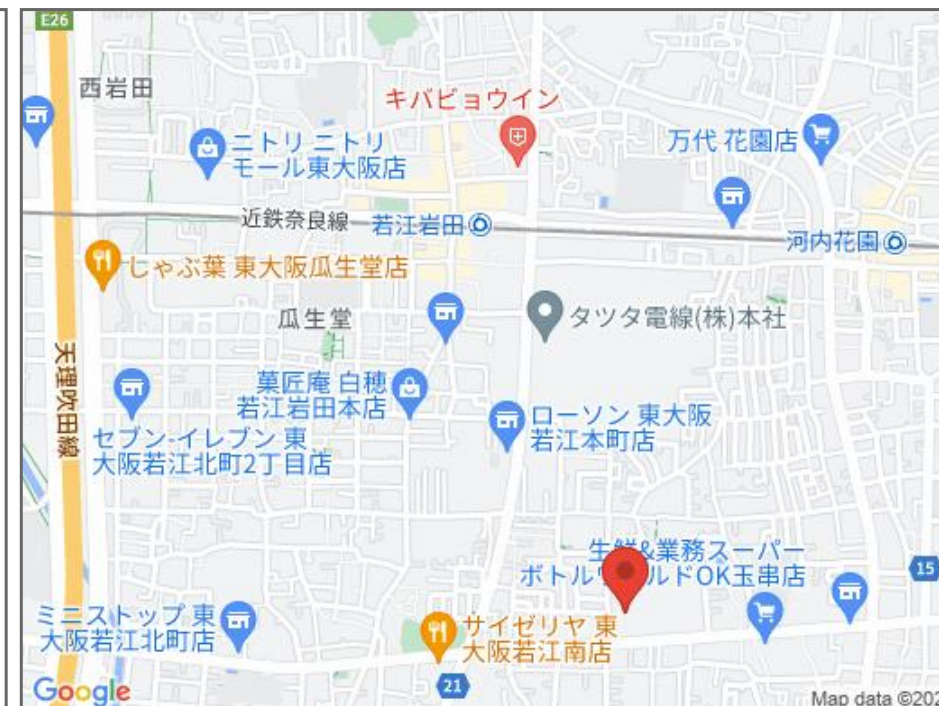 E26
西岩田
キバビョウイン
ニトリ ニトリ
モール東大阪店
万代 花園店
近鉄奈良線
若江岩田
河内花園
しゃぶ葉 東大阪瓜生堂店
瓜生堂
タツタ電線(株)本社
天理吹田線
菓匠庵 白穂
若江岩田本店
ローソン 東大阪
若江本町店
セブン-イレブン 東
大阪若江北町2丁目店
生鮮&業務スーパー
ボトルワールドOK玉串店
15
ミニストップ 東
大阪若江北町店
サイゼリヤ 東
大阪若江南店
21
Google
Map data ©202